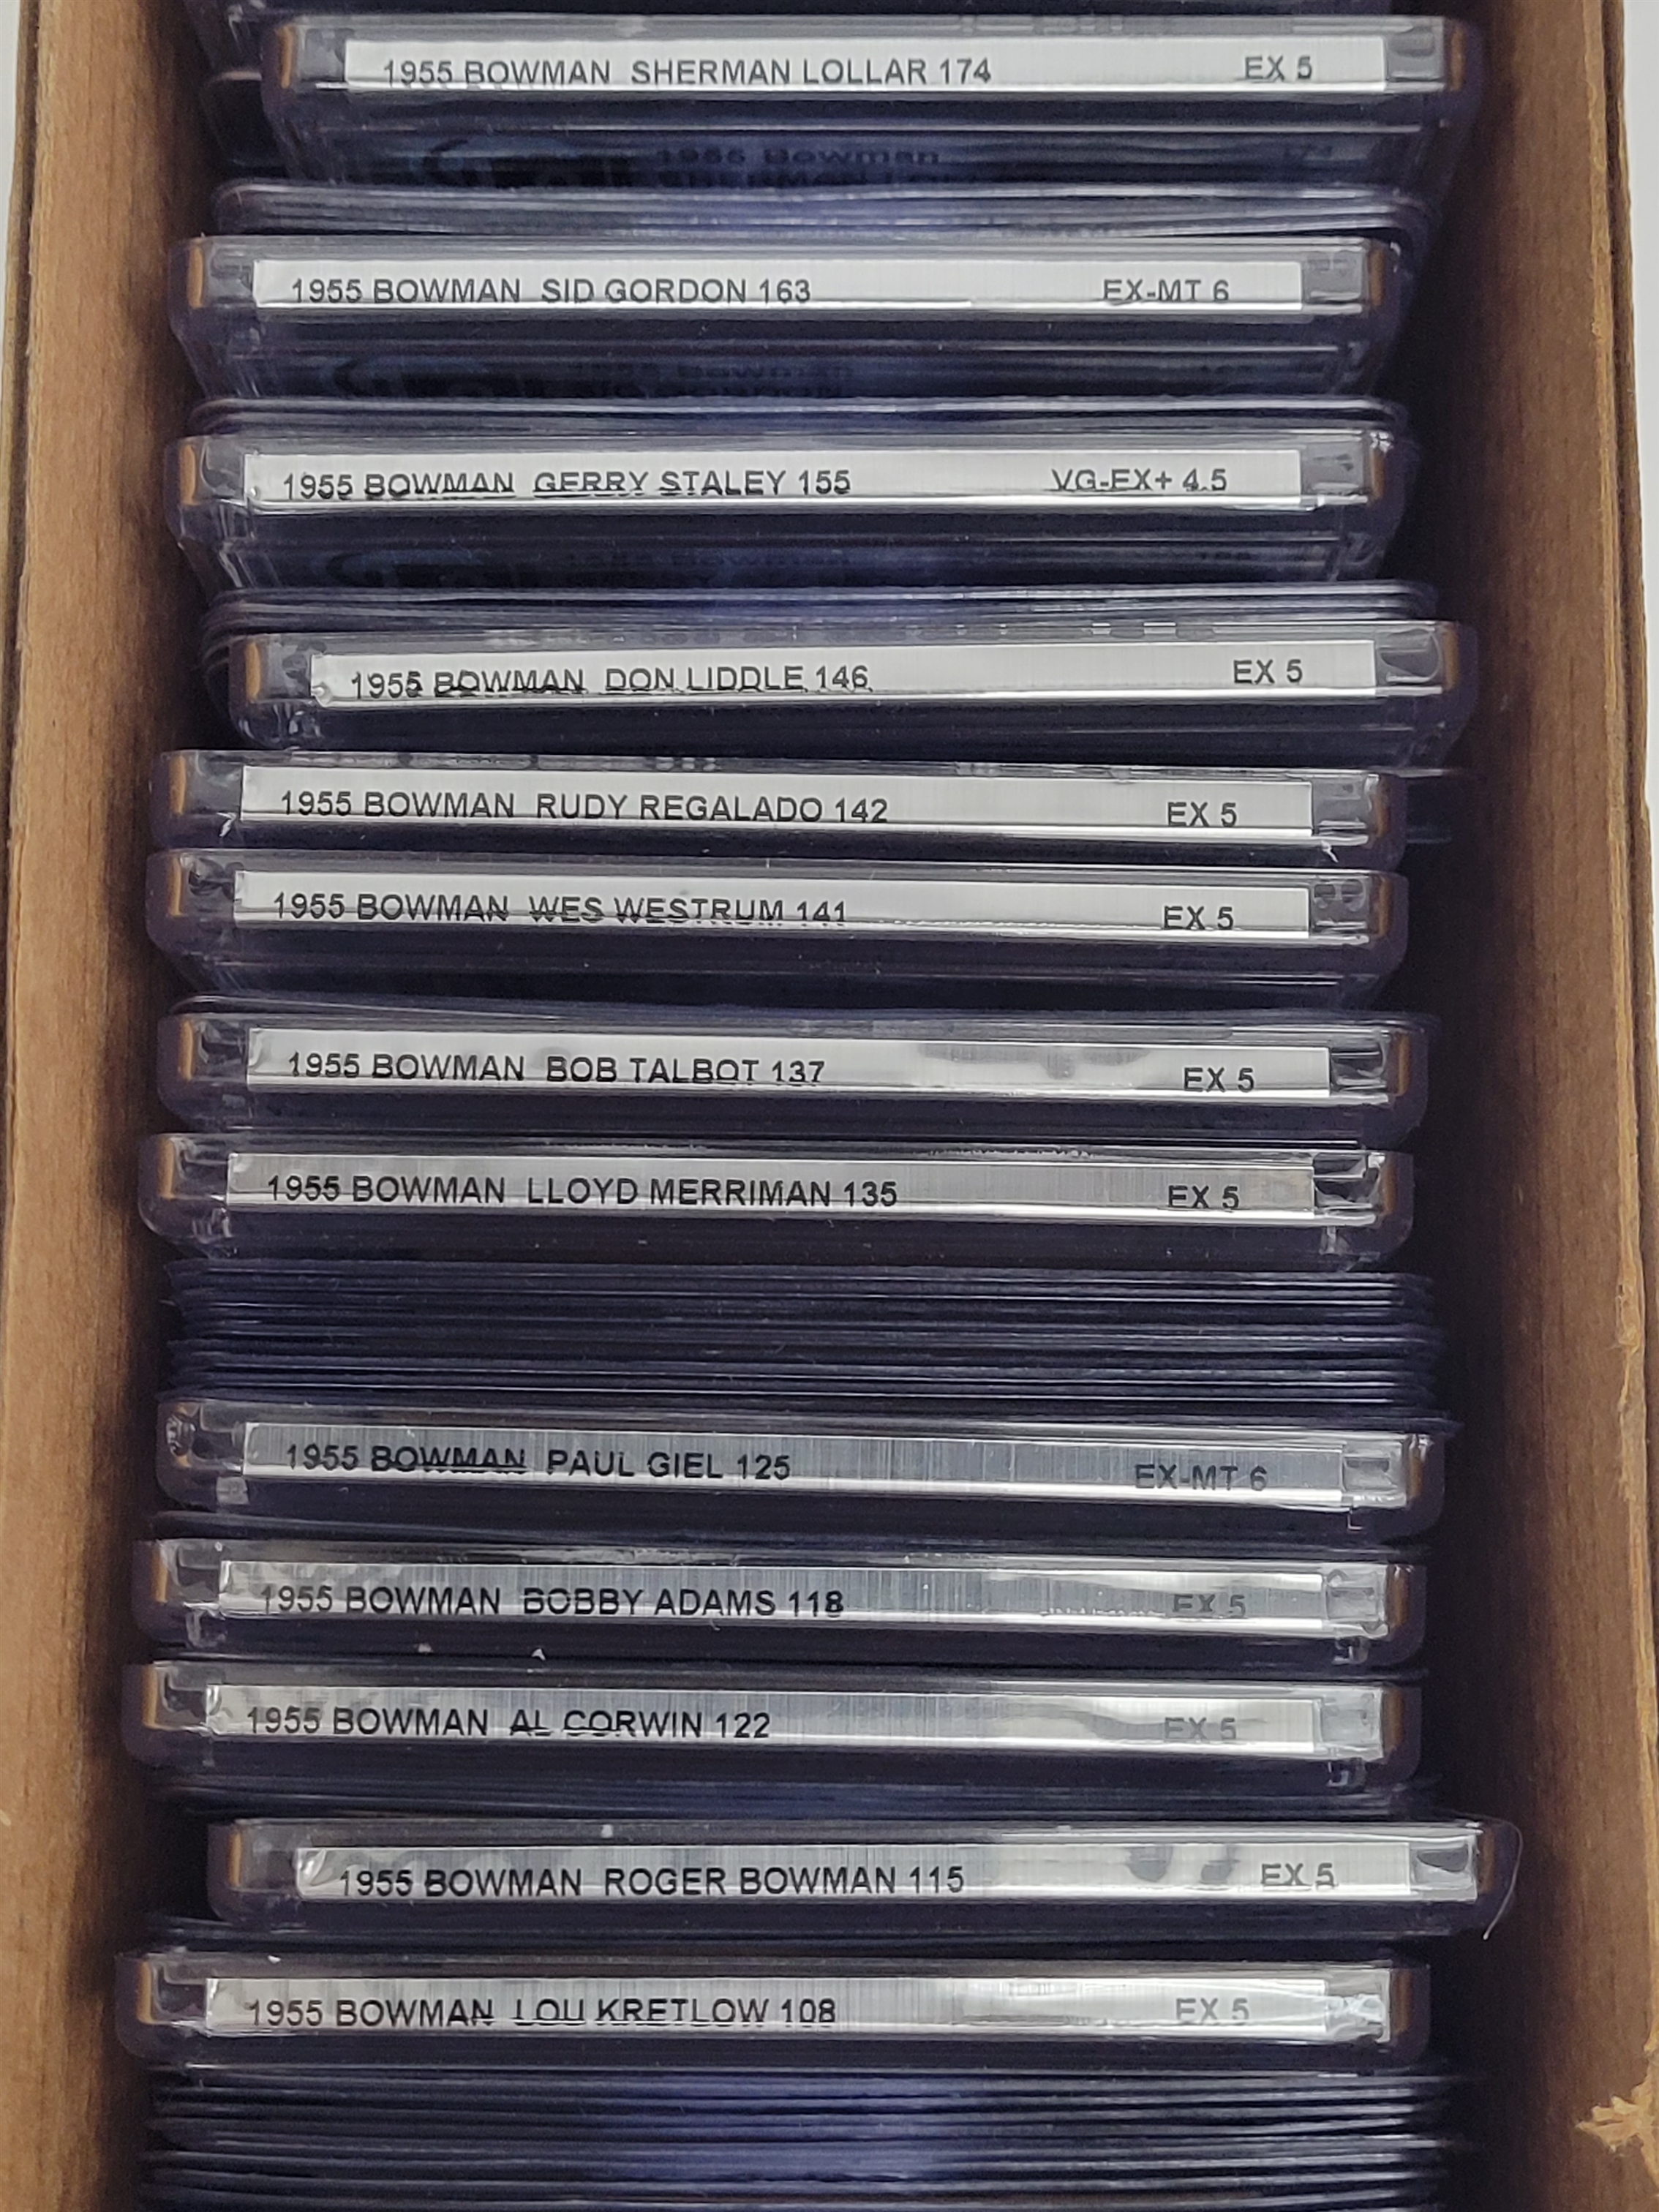 1955 BOWMAN SHERMAN LOLLAR 174 EX 5
1955 Bowman
1955 BOWMAN SID GORDON 163 EX-MT 6
1955 BOWMAN GERRY STALEY 155 VG-EX+ 4.5
1955 BOWMAN DON LIDDLE 146 EX 5
1955 BOWMAN RUDY REGALADO 142 EX 5
1955 BOWMAN WES WESTRUM 141 EX 5
1955 BOWMAN BOB TALBOT 137 EX 5
1955 BOWMAN LLOYD MERRIMAN 135 EX 5
1955 BOWMAN PAUL GIEL 125 EX-MT 6
1955 BOWMAN BOBBY ADAMS 118 EX 5
1955 BOWMAN AL CORWIN 122 EX 5
1955 BOWMAN ROGER BOWMAN 115 EX 5
1955 BOWMAN LOU KRETLOW 108 EX 5